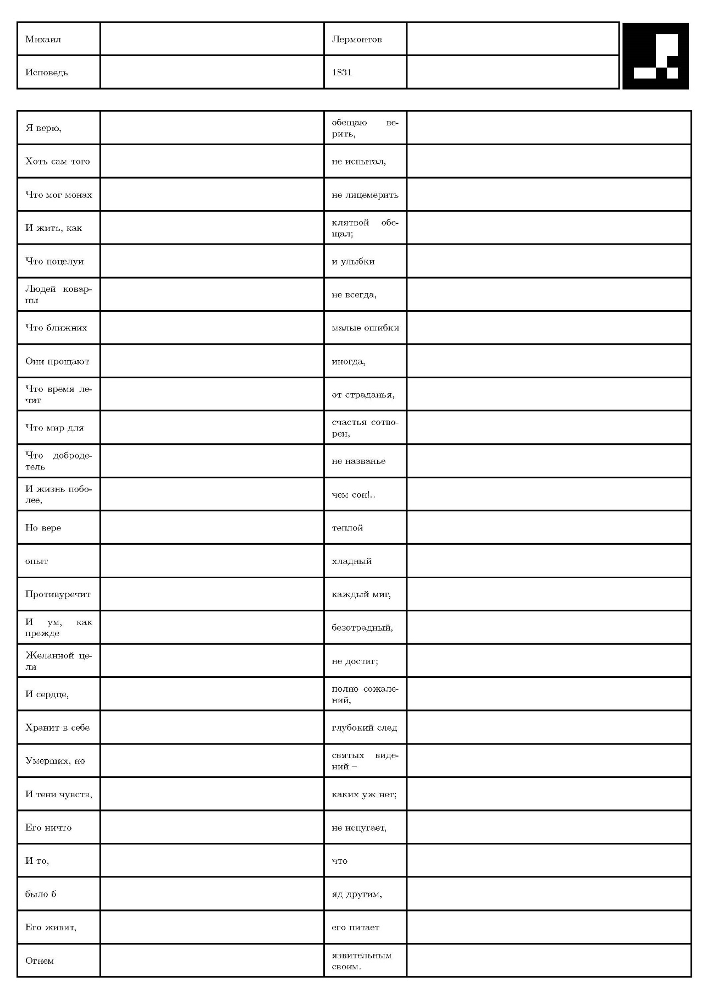 Михаил Лермонтов
Исповедь 1831
Я верю, обещаю ве-
рить,
Хоть сам того не испытал,
Что мог монах не лицемерить
И жить, как клятвой обе-
щал;
Что поцелуи и улыбки
Людей ковар-
ны не всегда,
Что ближних малые ошибки
Они прощают иногда,
Что время ле-
чит от страданья,
Что мир для счастья сотво-
рен,
Что доброде-
тель не названье
И жизнь побо-
лее, чем сон!..
Но вере теплой
опыт хладный
Противуречит каждый миг,
И ум, как
прежде безотрадный,
Желанной це-
ли не достиг;
И сердце, полно сожале-
ний,
Хранит в себе глубокий след
Умерших, но святых виде-
ний –
И тени чувств, каких уж нет;
Его ничто не испугает,
И то, что
было б яд другим,
Его живит, его питает
Огнем язвительным
своим.